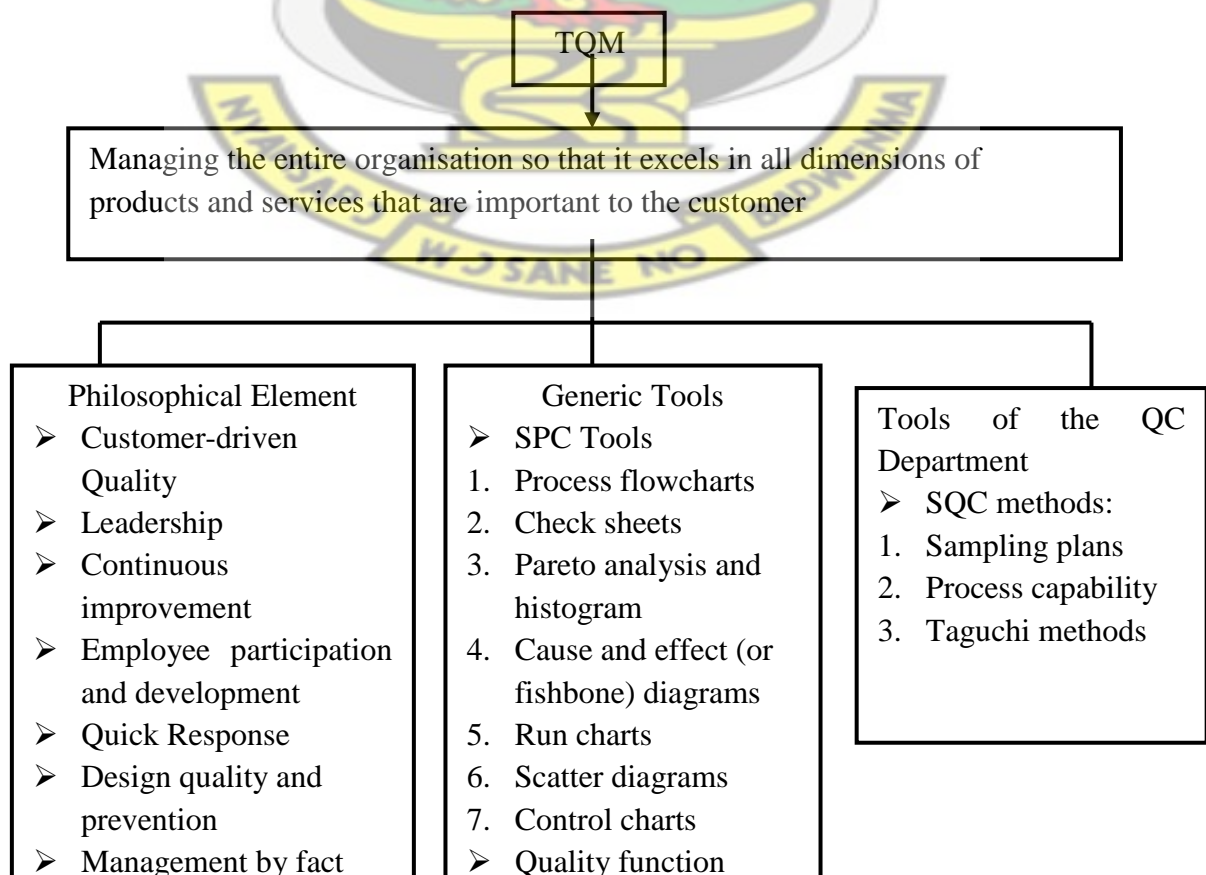 TQM
Managing the entire organisation so that it excels in all dimensions of
products and services that are important to the customer
NYANSAPO
W Ɔ SANE NO
BADWENMA
Philosophical Element
➤ Customer-driven
Quality
➤ Leadership
➤ Continuous
improvement
➤ Employee participation
and development
➤ Quick Response
➤ Design quality and
prevention
➤ Management by fact
Generic Tools
➤ SPC Tools
1. Process flowcharts
2. Check sheets
3. Pareto analysis and
histogram
4. Cause and effect (or
fishbone) diagrams
5. Run charts
6. Scatter diagrams
7. Control charts
➤ Quality function
Tools of the QC
Department
➤ SQC methods:
1. Sampling plans
2. Process capability
3. Taguchi methods